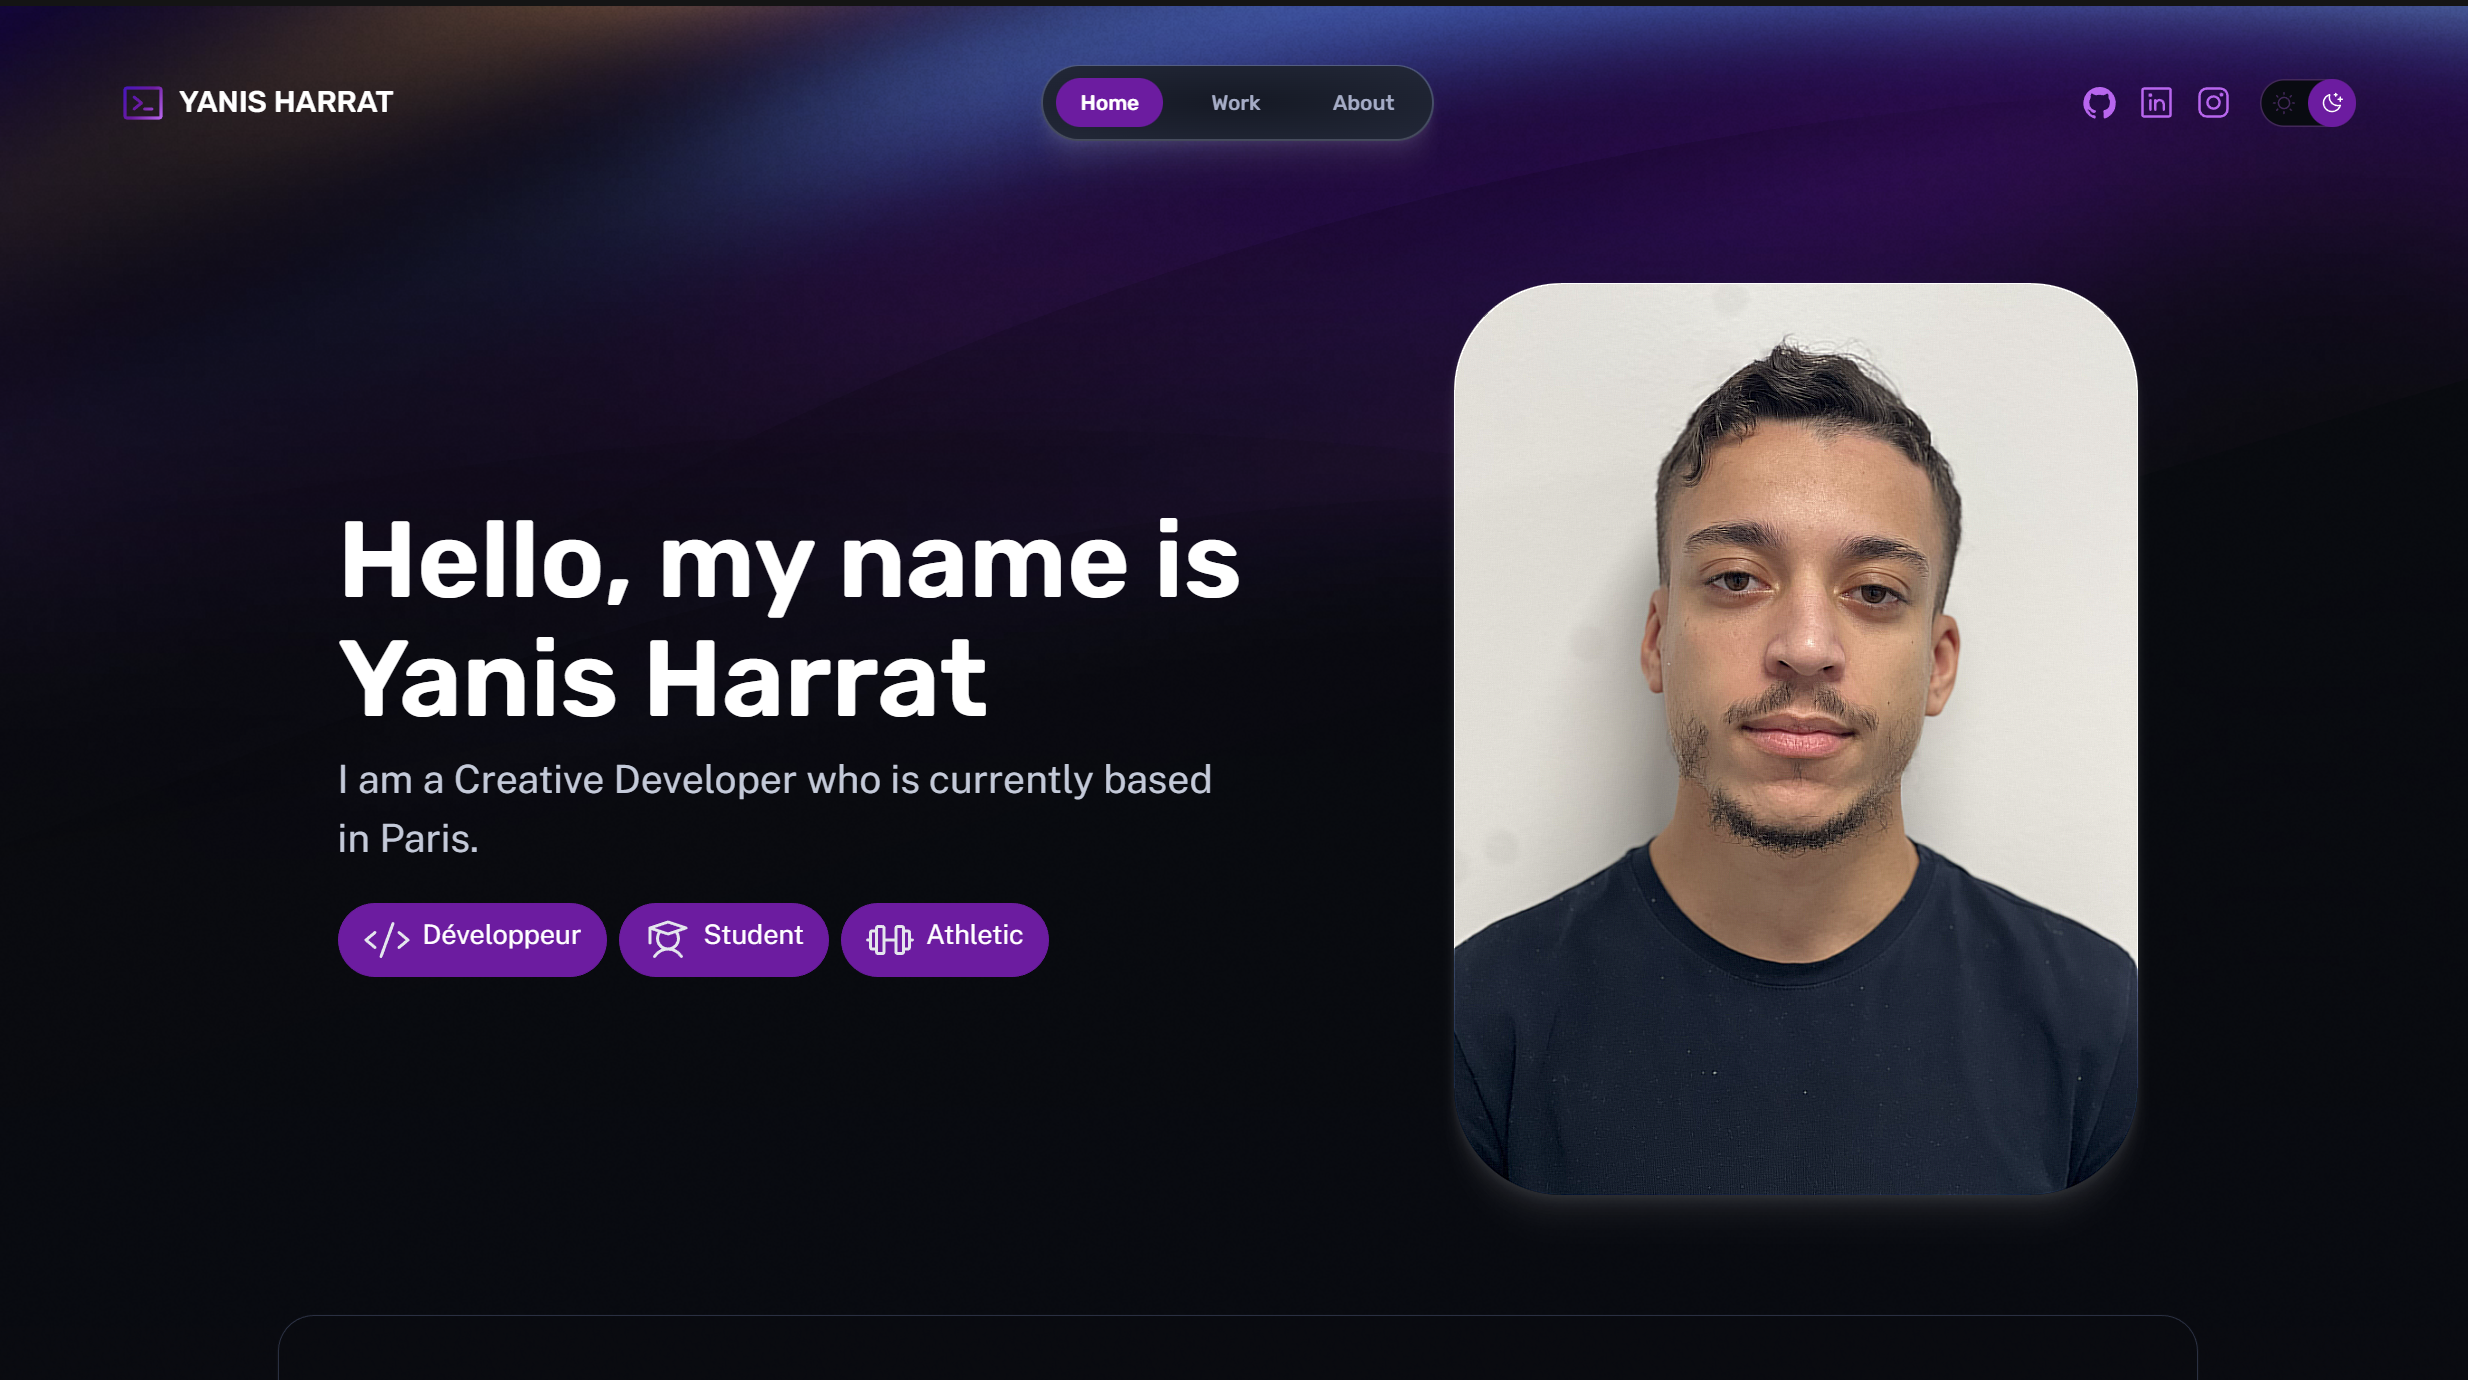 YANIS HARRAT
Home
Work
About
Hello, my name is
Yanis Harrat
I am a Creative Developer who is currently based
in Paris.
Développeur
Student
Athletic